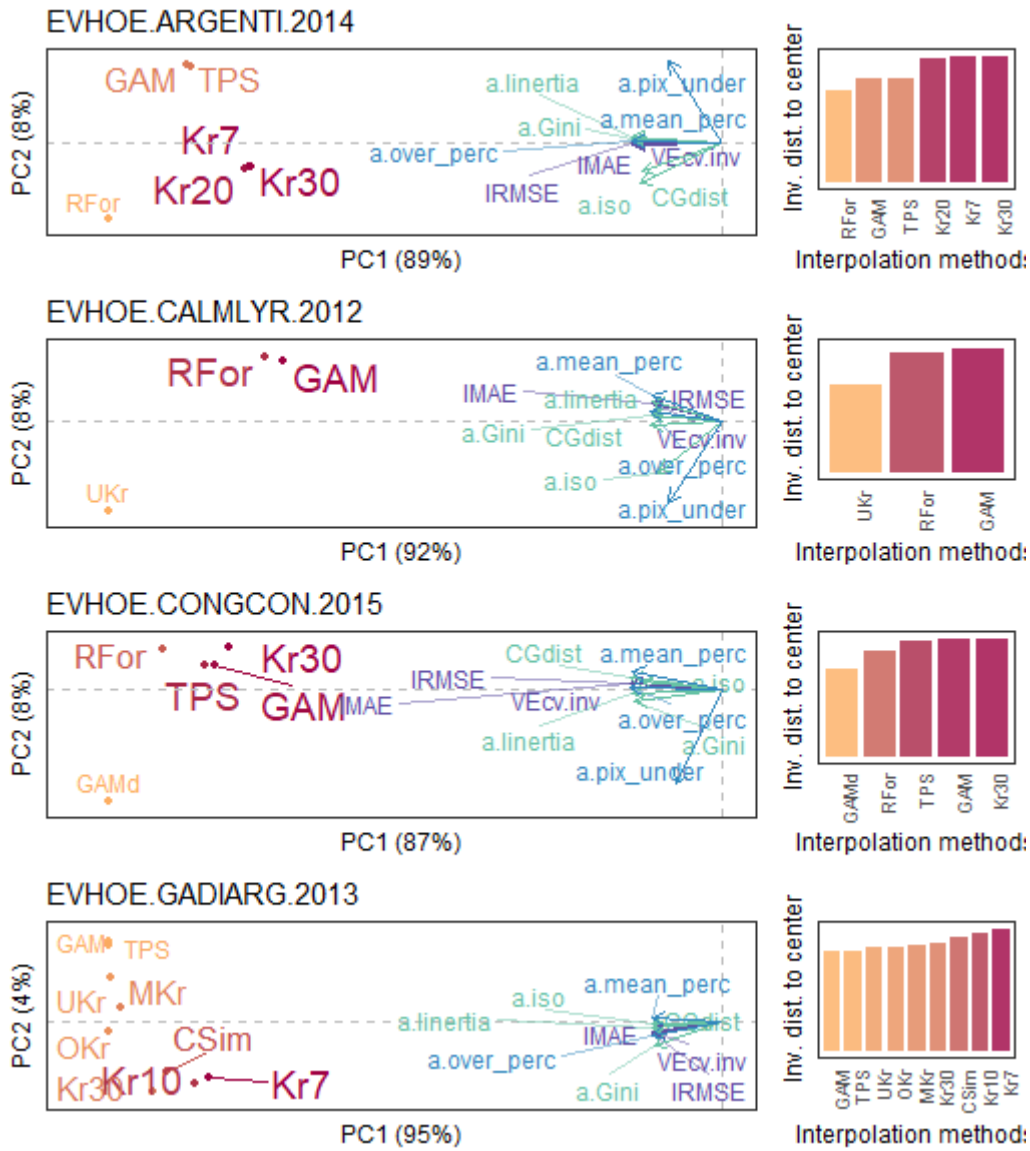 EVHOE.ARGENTI.2014
GAM TPS
a.Iinertia a.pix_under
a.Gini a.mean_perc
Kr7
a.over_perc IMAE VEcv.inv
Kr20 Kr30
IRMSE a.iso CGdist
RFor
PC2 (8%)
PC1 (89%)
Inv. dist. to center
RFor GAM TPS Kr20 Kr7 Kr30
Interpolation methods
EVHOE.CALMLYR.2012
RFor GAM
a.mean_perc
IMAE a.Iinertia IRMSE
a.Gini CGdist VEcv.inv
a.iso a.over_perc
UKr
a.pix_under
PC2 (8%)
PC1 (92%)
Inv. dist. to center
UKr RFor GAM
Interpolation methods
EVHOE.CONGCON.2015
RFor Kr30
CGdist a.mean_perc
IRMSE a.iso
TPS GAM IMAE VEcv.inv
a.over_perc
a.Iinertia a.Gini
a.pix_under
GAMd
PC2 (8%)
PC1 (87%)
Inv. dist. to center
GAMd RFor TPS GAM Kr30
Interpolation methods
EVHOE.GADIARG.2013
GAM TPS
UKr MKr
a.mean_perc
a.iso
a.Iinertia CGdist
OKr CSim
IMAE
a.over_perc VEcv.inv
Kr30 Kr10 Kr7
a.Gini IRMSE
PC2 (4%)
PC1 (95%)
Inv. dist. to center
GAM TPS UKr OKr MKr Kr30 CSim Kr10 Kr7
Interpolation methods